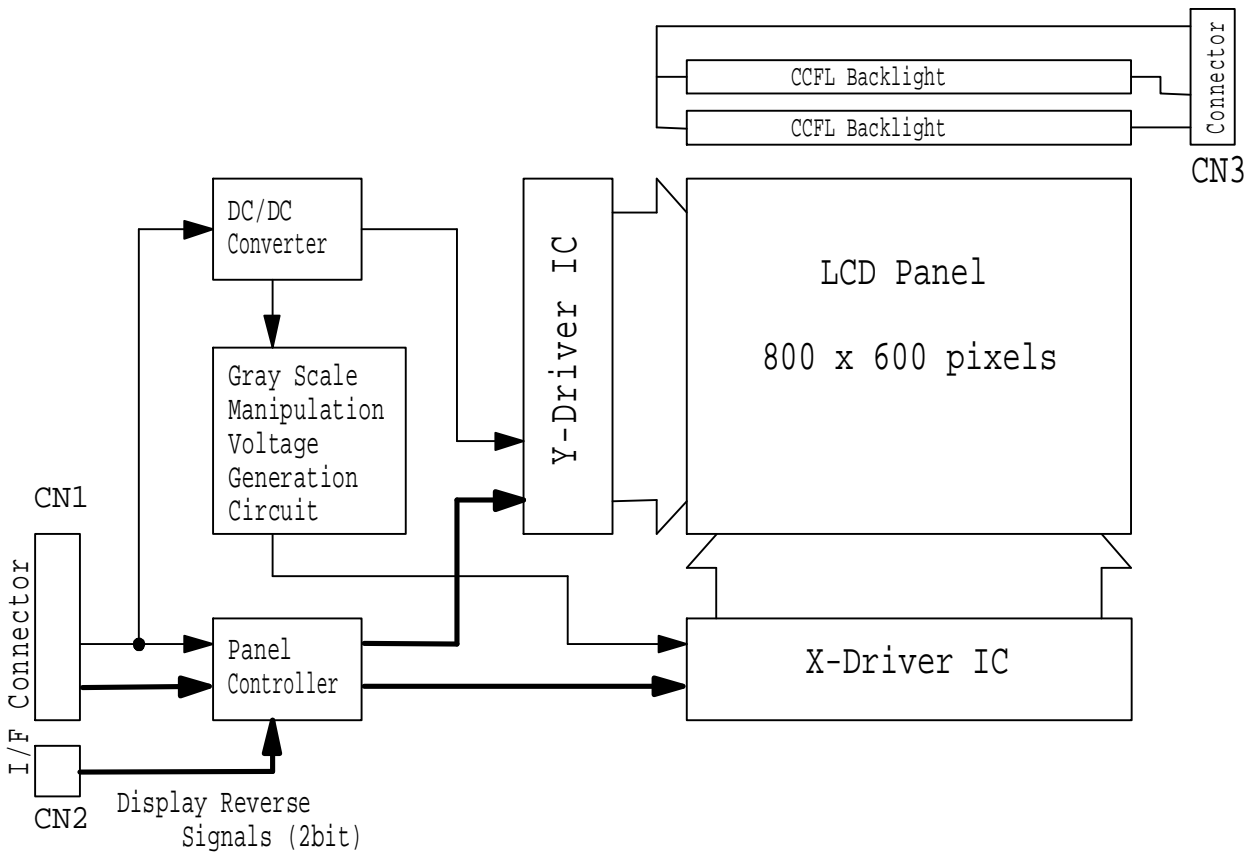 CCFL Backlight
CCFL Backlight
Connector
CN3
DC/DC
Converter
Gray Scale
Manipulation
Voltage
Generation
Circuit
Y-Driver IC
LCD Panel
800 x 600 pixels
CN1
I/F Connector
Panel
Controller
X-Driver IC
CN2
Display Reverse
Signals (2bit)